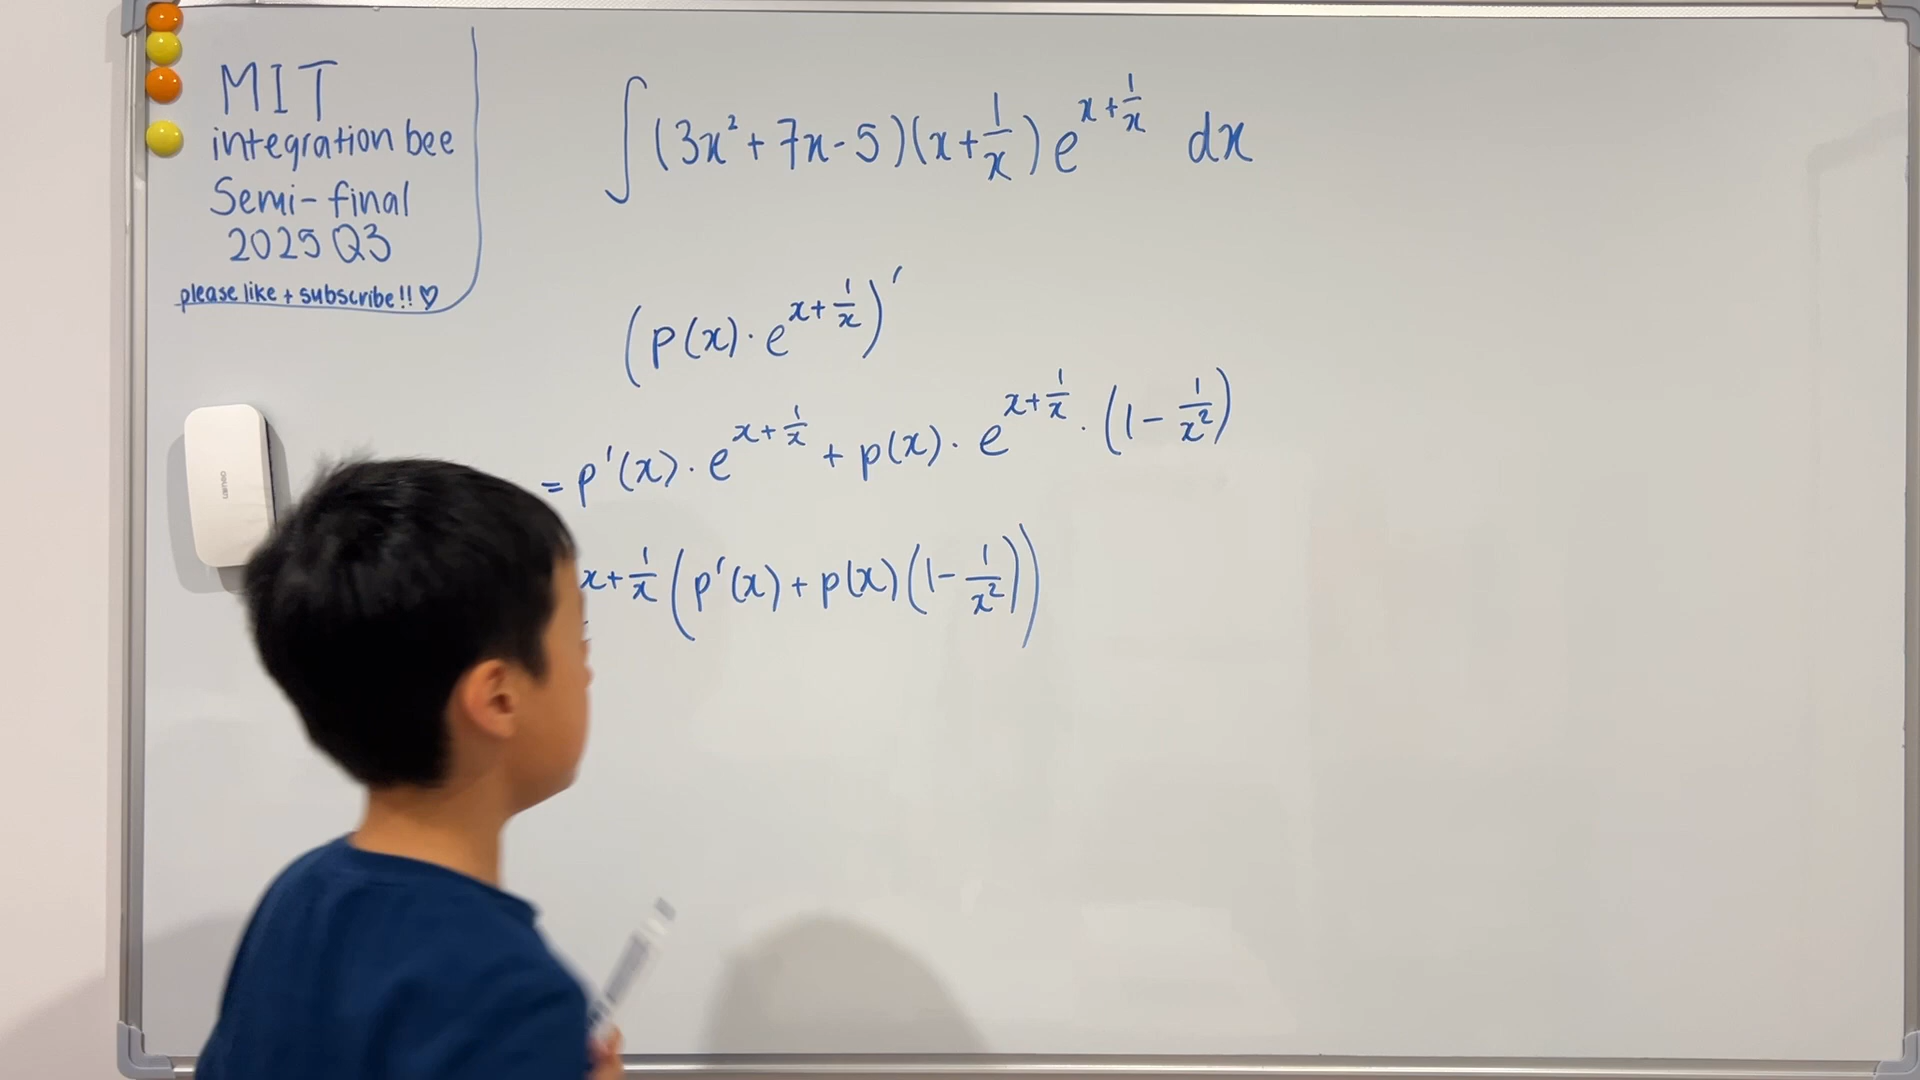 MIT
integration bee
Semi-final
2025 Q3
please like + subscribe!! ♡
∫ (3x² + 7x - 5)(x + 1/x) e^(x + 1/x) dx
(p(x) · e^(x + 1/x))′
= p′(x) · e^(x + 1/x) + p(x) · e^(x + 1/x) · (1 - 1/x²)
x + 1/x (p′(x) + p(x)(1 - 1/x²))